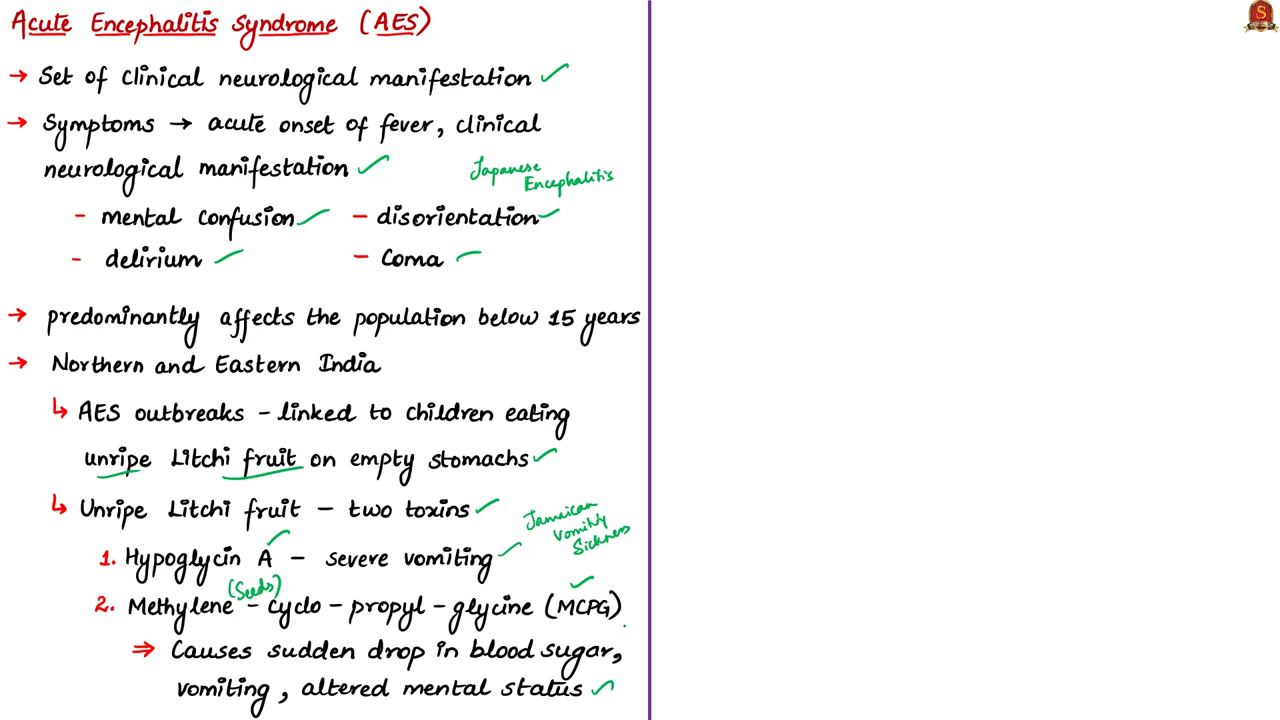 Acute Encephalitis Syndrome (AES)
→ Set of clinical neurological manifestation
→ Symptoms → acute onset of fever, clinical
neurological manifestation
Japanese
Encephalitis
- mental confusion - disorientation
- delirium - Coma
→ predominantly affects the population below 15 years
→ Northern and Eastern India
↳ AES outbreaks - linked to children eating
unripe Litchi fruit on empty stomachs
↳ Unripe Litchi fruit - two toxins
Jamaican
Vomiting
Sickness
1. Hypoglycin A - severe vomiting
(Seeds)
2. Methylene - cyclo - propyl - glycine (MCPG)
⇒ Causes sudden drop in blood sugar,
vomiting, altered mental status
S